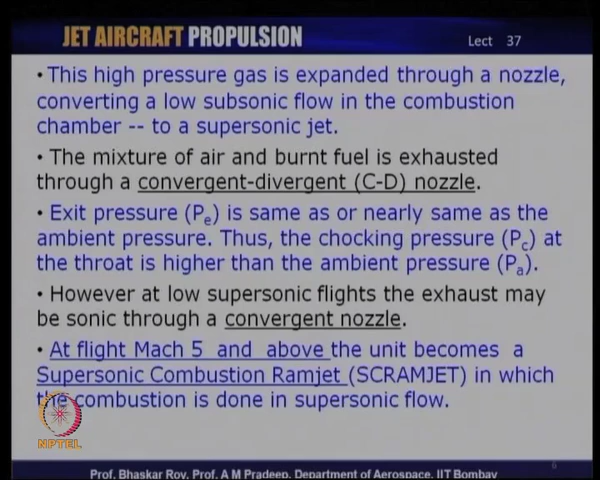 JET AIRCRAFT PROPULSION
Lect 37
• This high pressure gas is expanded through a nozzle,
converting a low subsonic flow in the combustion
chamber -- to a supersonic jet.
• The mixture of air and burnt fuel is exhausted
through a convergent-divergent (C-D) nozzle.
• Exit pressure (Pe) is same as or nearly same as the
ambient pressure. Thus, the chocking pressure (Pc) at
the throat is higher than the ambient pressure (Pa).
• However at low supersonic flights the exhaust may
be sonic through a convergent nozzle.
• At flight Mach 5 and above the unit becomes a
Supersonic Combustion Ramjet (SCRAMJET) in which
the combustion is done in supersonic flow.
NPTEL
6
Prof. Bhaskar Roy, Prof. A M Pradeep, Department of Aerospace, IIT Bombay